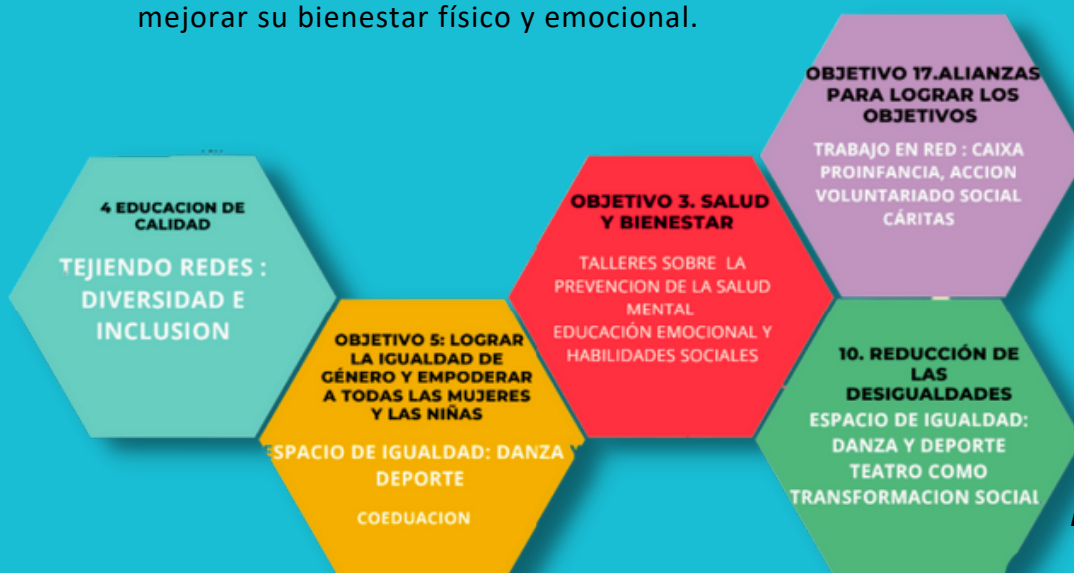 mejorar su bienestar físico y emocional.
4 EDUCACION DE
CALIDAD
TEJIENDO REDES :
DIVERSIDAD E
INCLUSION
OBJETIVO 5: LOGRAR
LA IGUALDAD DE
GÉNERO Y EMPODERAR
A TODAS LAS MUJERES
Y LAS NIÑAS
ESPACIO DE IGUALDAD: DANZA Y
DEPORTE
COEDUACION
OBJETIVO 3. SALUD
Y BIENESTAR
TALLERES SOBRE LA
PREVENCION DE LA SALUD
MENTAL
EDUCACIÓN EMOCIONAL Y
HABILIDADES SOCIALES
OBJETIVO 17.ALIANZAS
PARA LOGRAR LOS
OBJETIVOS
TRABAJO EN RED : CAIXA
PROINFANCIA, ACCION
VOLUNTARIADO SOCIAL
CÁRITAS
10. REDUCCIÓN DE
LAS
DESIGUALDADES
ESPACIO DE IGUALDAD:
DANZA Y DEPORTE
TEATRO COMO
TRANSFORMACION SOCIAL